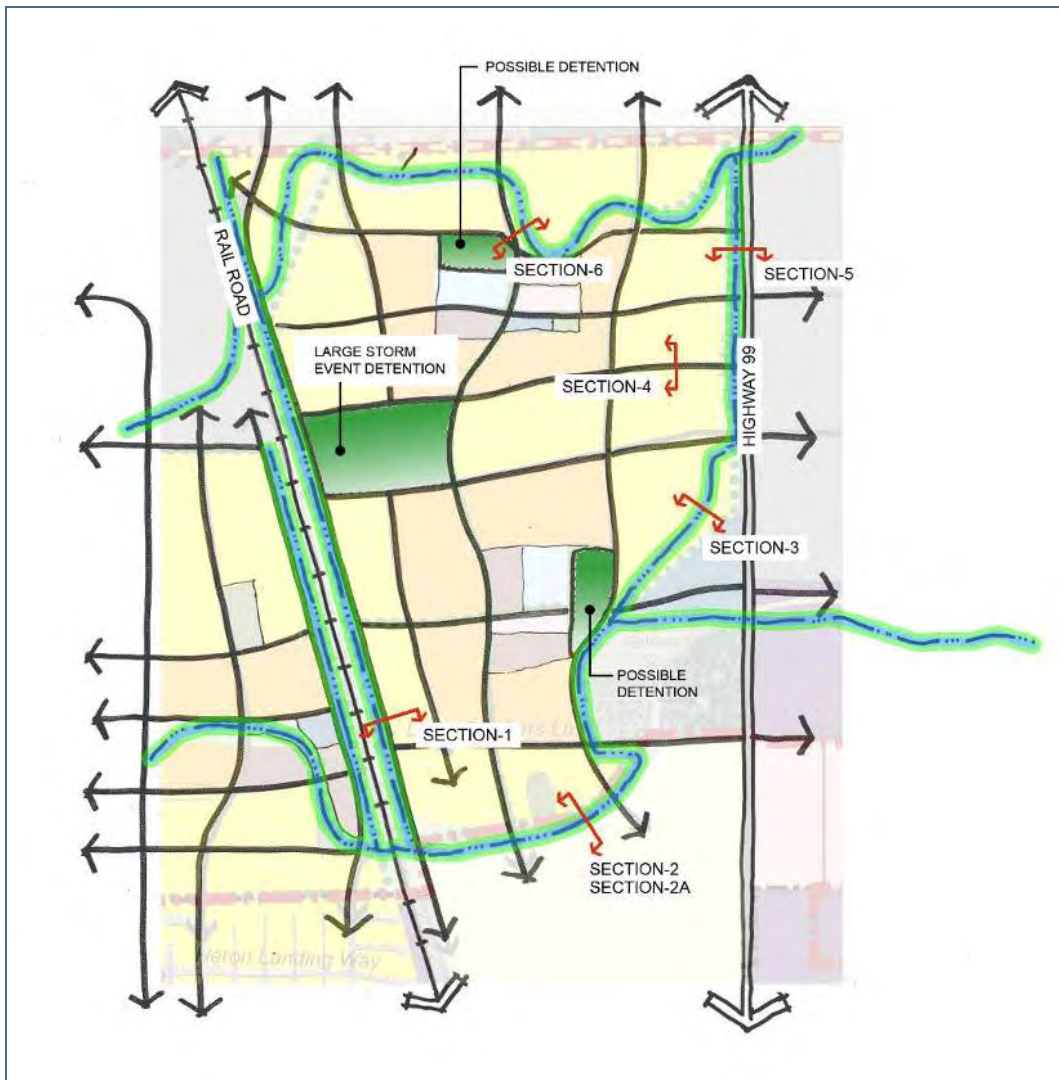 POSSIBLE DETENTION
RAIL ROAD
SECTION-6
SECTION-5
LARGE STORM
EVENT DETENTION
SECTION-4
HIGHWAY 99
SECTION-3
POSSIBLE
DETENTION
SECTION-1
SECTION-2
SECTION-2A
Heron Landing Way